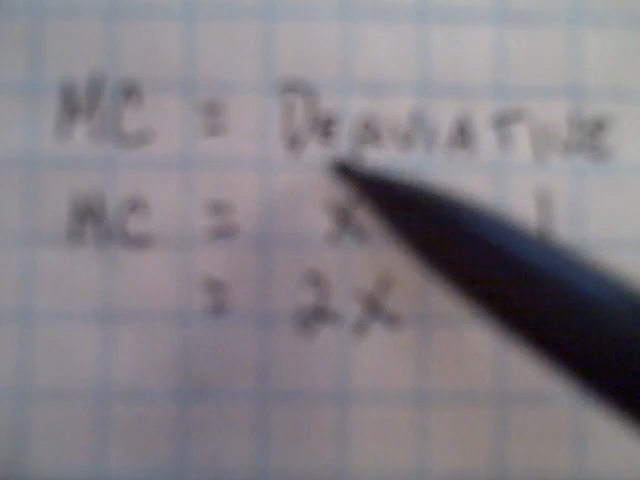 MC = DERIVATIVE
MC = x
= 2x